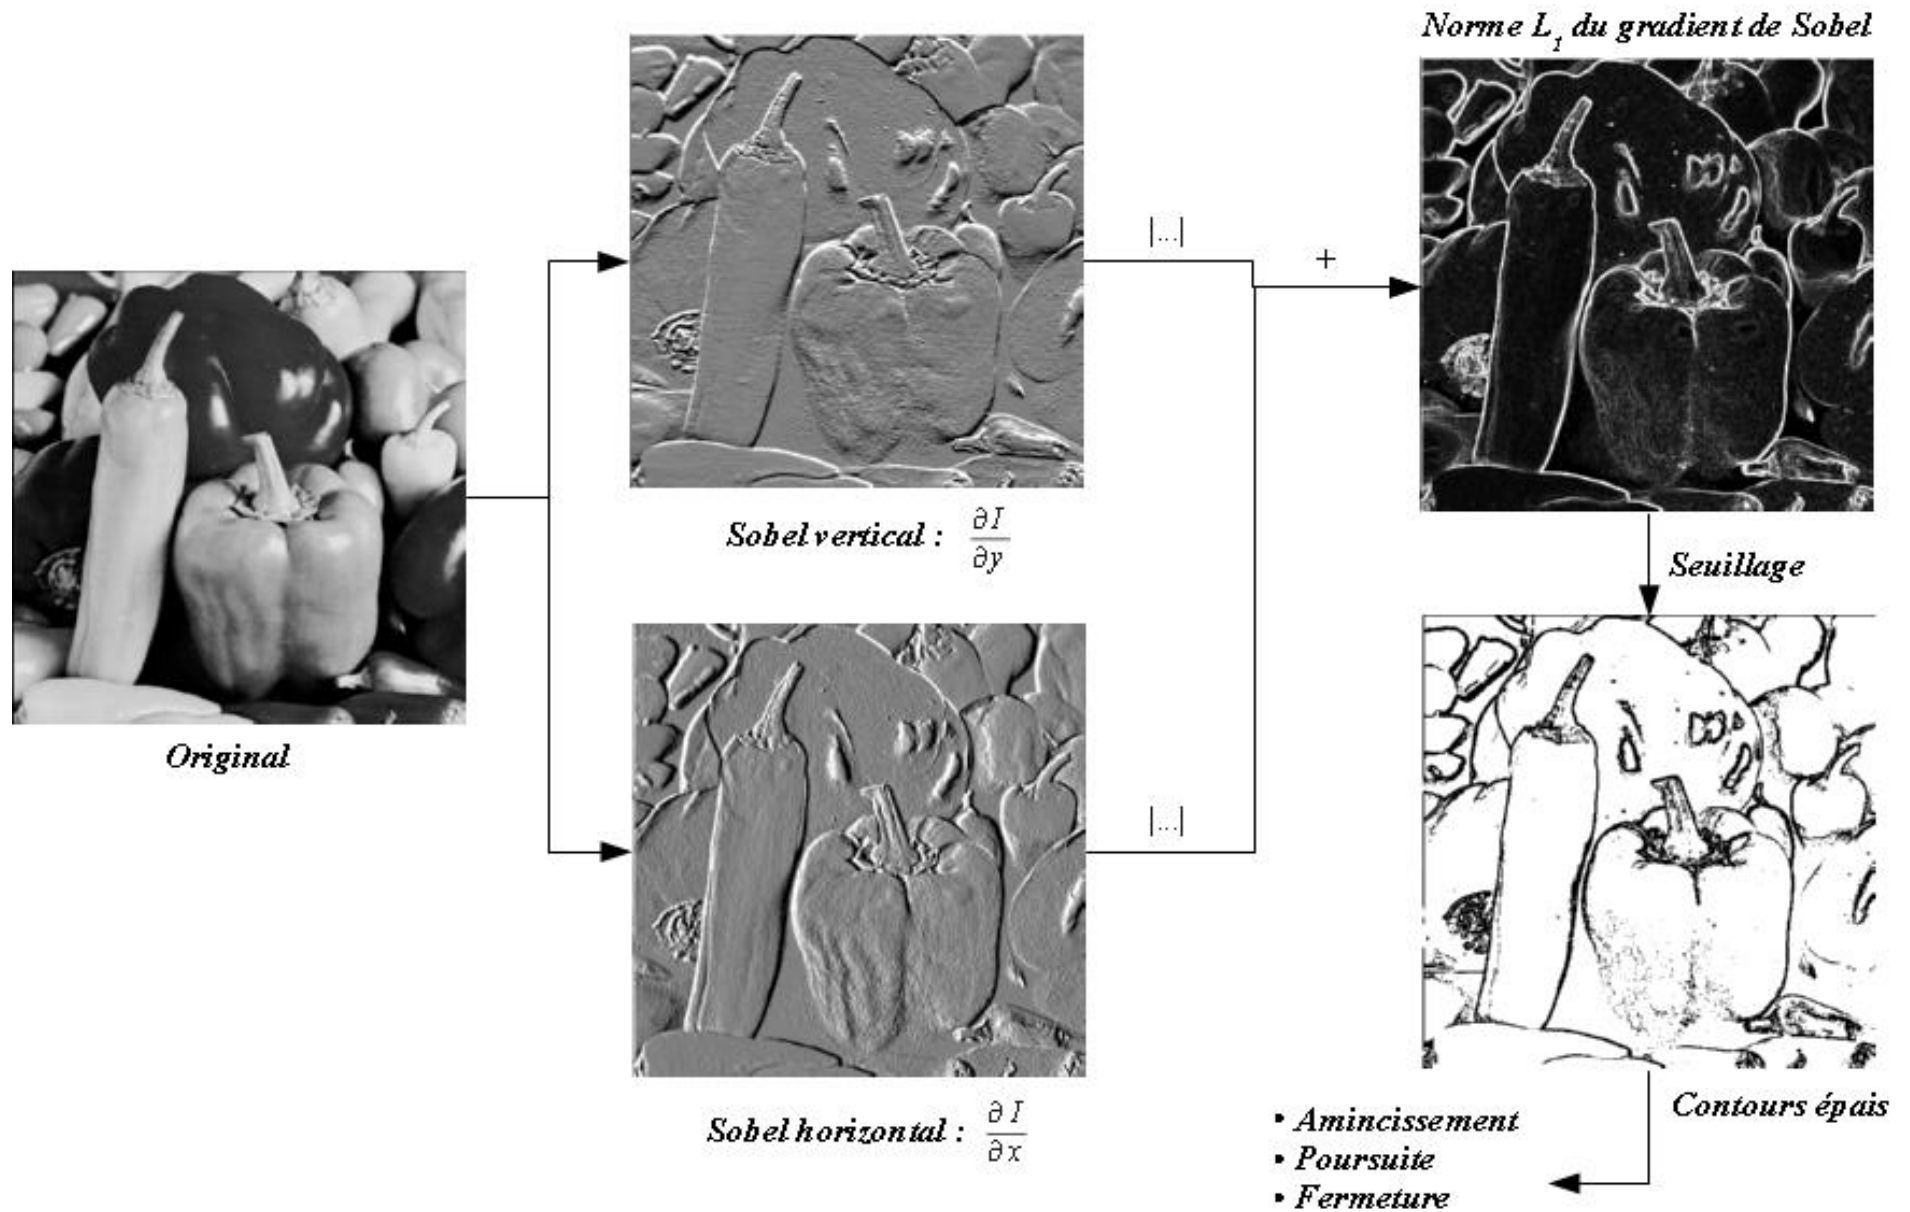 Norme L₁ du gradient de Sobel
|...|
+
Original
Sobel vertical : ∂I/∂y
Seuillage
|...|
Sobel horizontal : ∂I/∂x
Contours épais
• Amincissement
• Poursuite
• Fermeture